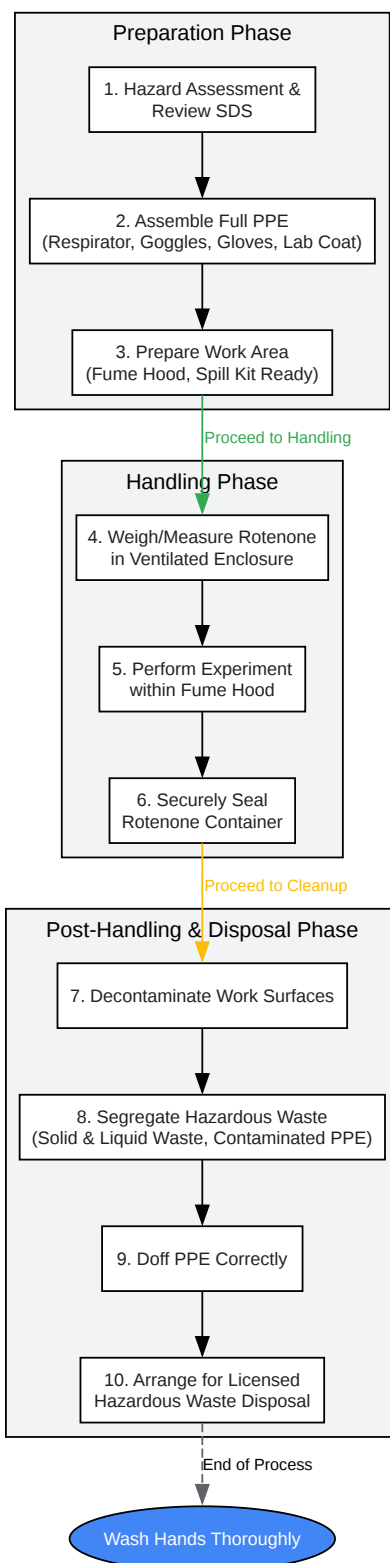 Preparation Phase
1. Hazard Assessment &
Review SDS
2. Assemble Full PPE
(Respirator, Goggles, Gloves, Lab Coat)
3. Prepare Work Area
(Fume Hood, Spill Kit Ready)
Proceed to Handling
Handling Phase
4. Weigh/Measure Rotenone
in Ventilated Enclosure
5. Perform Experiment
within Fume Hood
6. Securely Seal
Rotenone Container
Proceed to Cleanup
Post-Handling & Disposal Phase
7. Decontaminate Work Surfaces
8. Segregate Hazardous Waste
(Solid & Liquid Waste, Contaminated PPE)
9. Doff PPE Correctly
10. Arrange for Licensed
Hazardous Waste Disposal
End of Process
Wash Hands Thoroughly